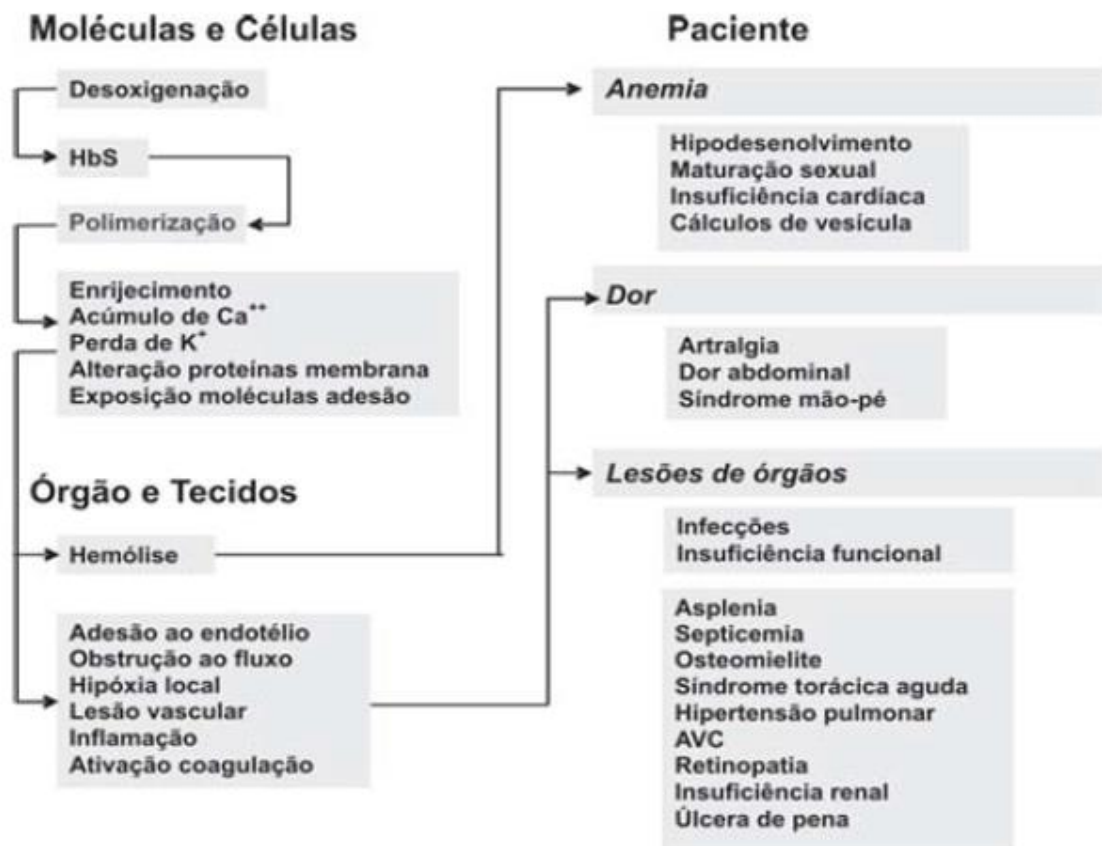 Moléculas e Células
Desoxigenação
HbS
Polimerização
Enrijecimento
Acúmulo de Ca++
Perda de K+
Alteração proteínas membrana
Exposição moléculas adesão
Órgão e Tecidos
Hemólise
Adesão ao endotélio
Obstrução ao fluxo
Hipóxia local
Lesão vascular
Inflamação
Ativação coagulação
Paciente
Anemia
Hipodesenolvimento
Maturação sexual
Insuficiência cardíaca
Cálculos de vesícula
Dor
Artralgia
Dor abdominal
Síndrome mão-pé
Lesões de órgãos
Infecções
Insuficiência funcional
Asplenia
Septicemia
Osteomielite
Síndrome torácica aguda
Hipertensão pulmonar
AVC
Retinopatia
Insuficiência renal
Úlcera de pena